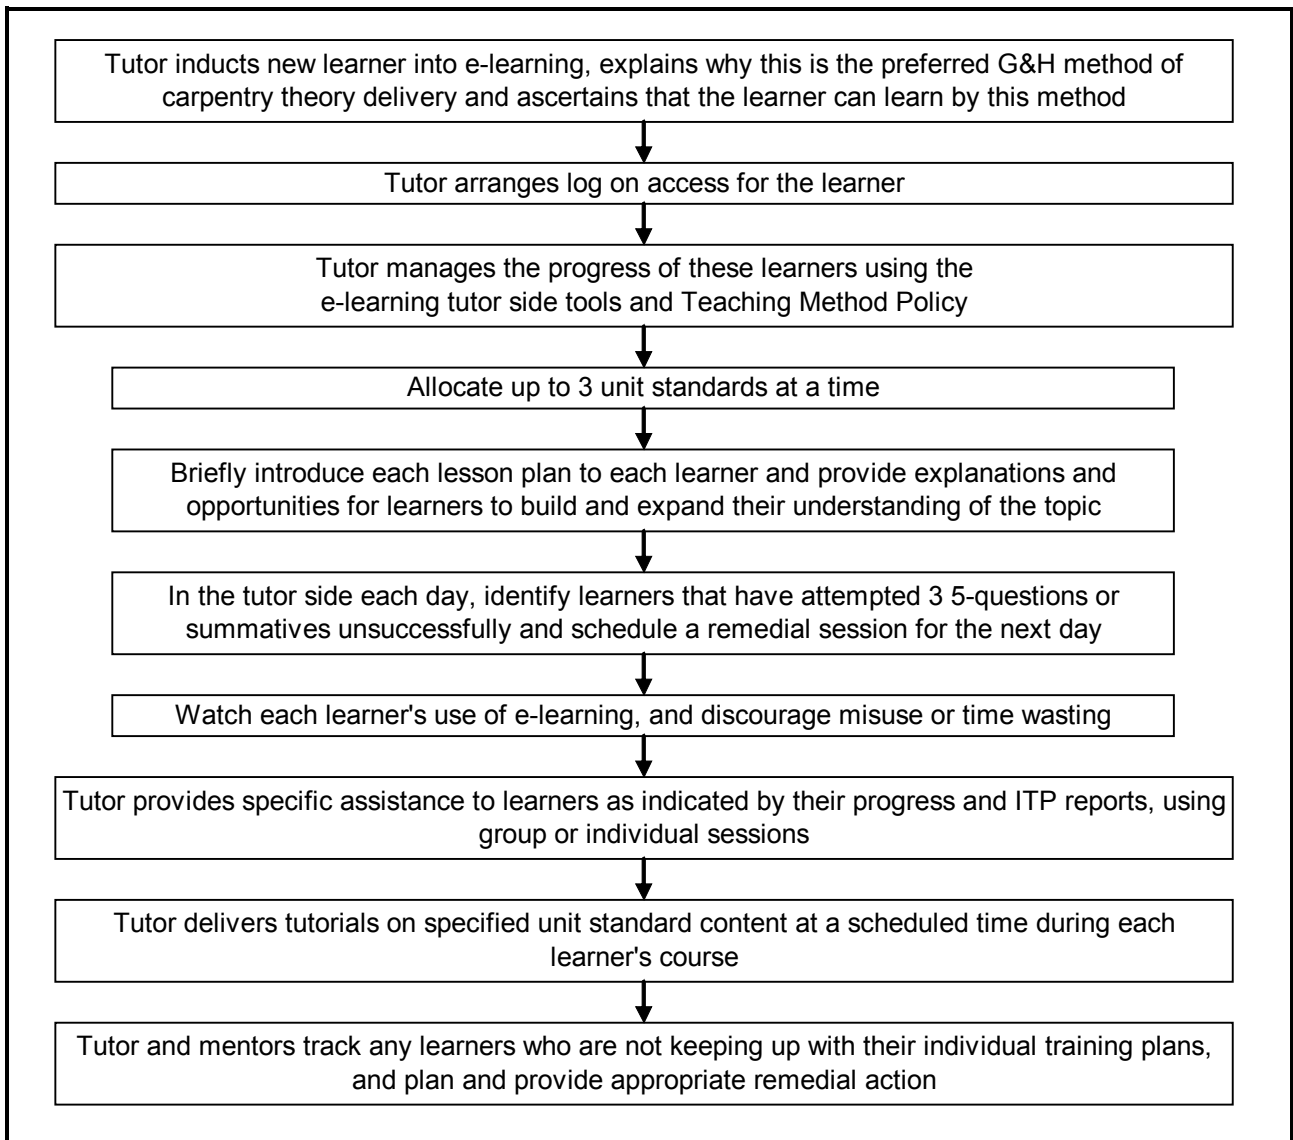 Tutor inducts new learner into e-learning, explains why this is the preferred G&H method of
carpentry theory delivery and ascertains that the learner can learn by this method
Tutor arranges log on access for the learner
Tutor manages the progress of these learners using the
e-learning tutor side tools and Teaching Method Policy
Allocate up to 3 unit standards at a time
Briefly introduce each lesson plan to each learner and provide explanations and
opportunities for learners to build and expand their understanding of the topic
In the tutor side each day, identify learners that have attempted 3 5-questions or
summatives unsuccessfully and schedule a remedial session for the next day
Watch each learner's use of e-learning, and discourage misuse or time wasting
Tutor provides specific assistance to learners as indicated by their progress and ITP reports, using
group or individual sessions
Tutor delivers tutorials on specified unit standard content at a scheduled time during each
learner's course
Tutor and mentors track any learners who are not keeping up with their individual training plans,
and plan and provide appropriate remedial action